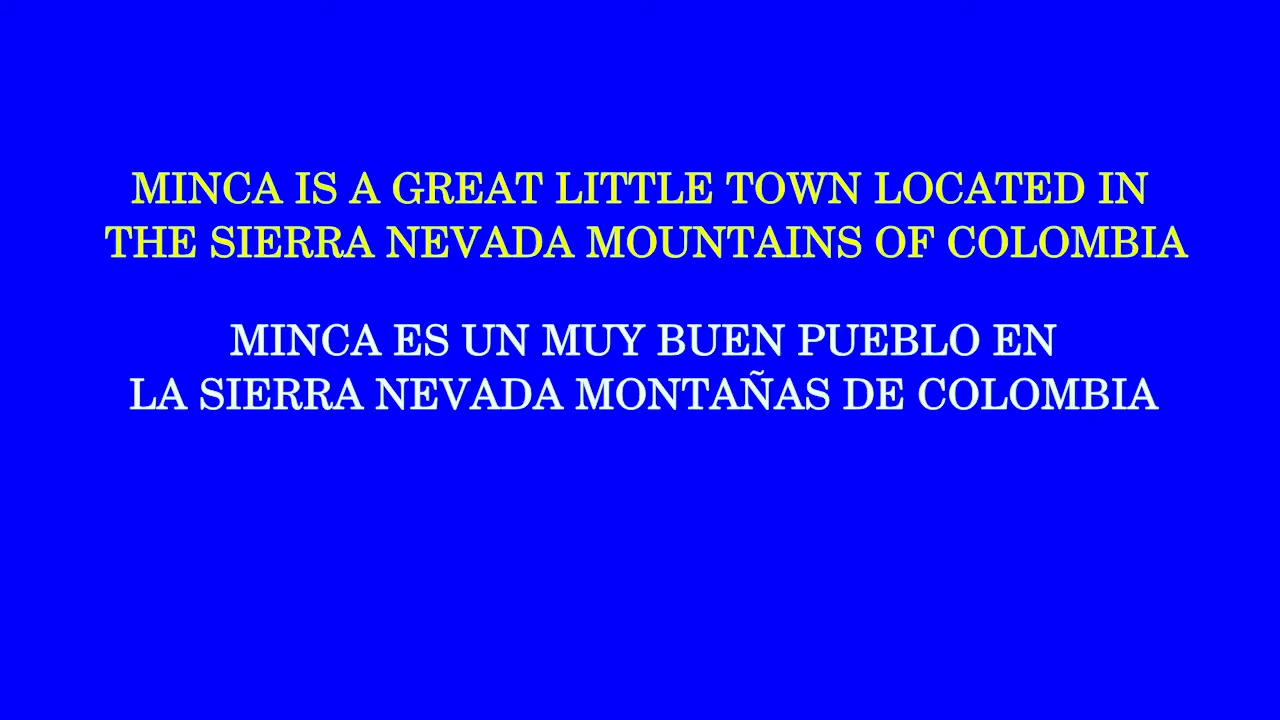 MINCA IS A GREAT LITTLE TOWN LOCATED IN
THE SIERRA NEVADA MOUNTAINS OF COLOMBIA
MINCA ES UN MUY BUEN PUEBLO EN
LA SIERRA NEVADA MONTAÑAS DE COLOMBIA